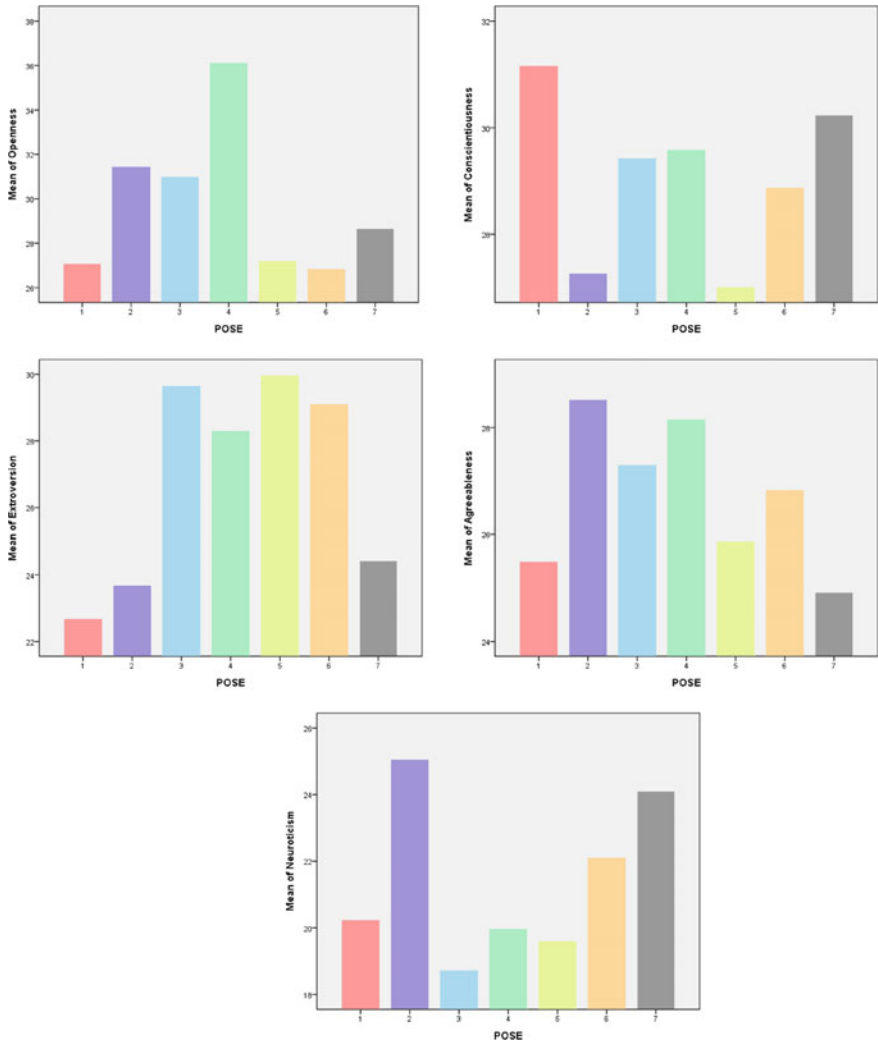 Mean of Openness
38
36
34
32
30
28
26
1 2 3 4 5 6 7
POSE
Mean of Conscientiousness
32
30
28
1 2 3 4 5 6 7
POSE
Mean of Extroversion
30
28
26
24
22
1 2 3 4 5 6 7
POSE
Mean of Agreeableness
28
26
24
1 2 3 4 5 6 7
POSE
Mean of Neuroticism
26
24
22
20
18
1 2 3 4 5 6 7
POSE